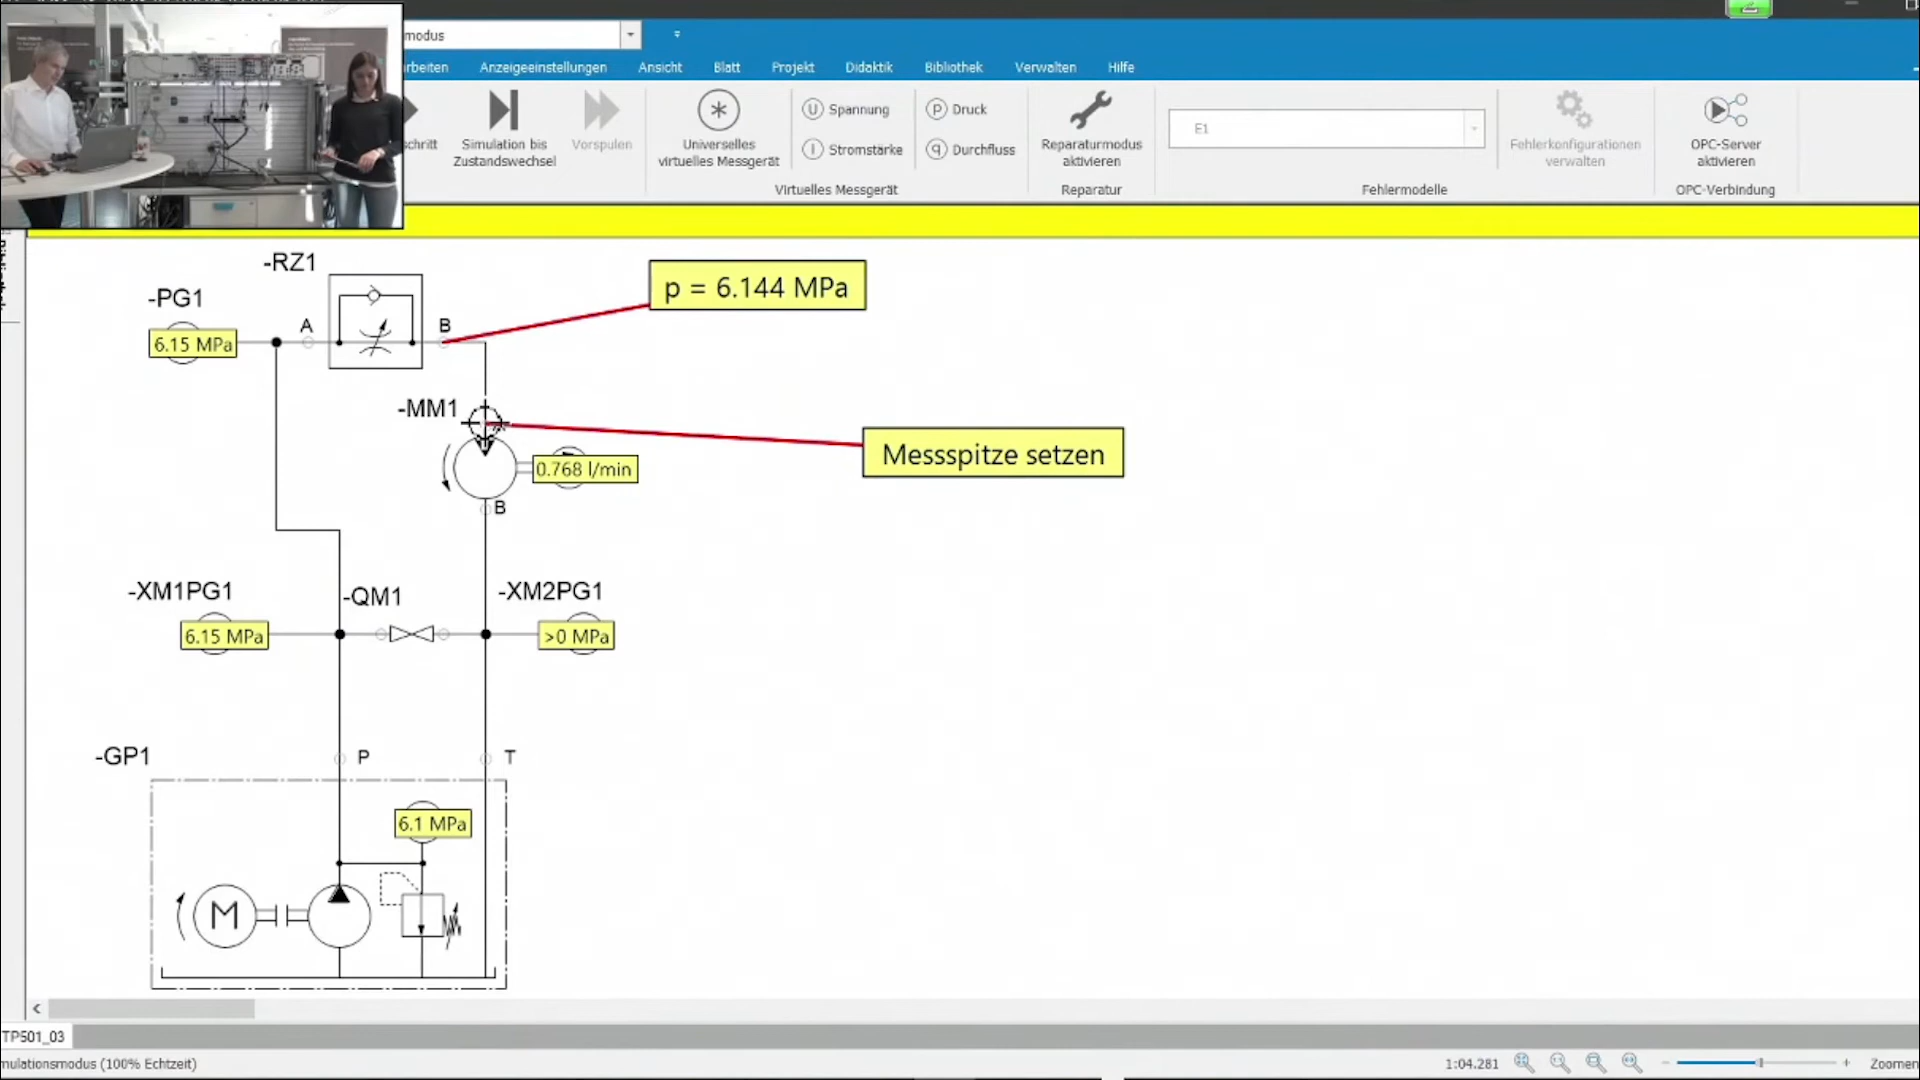 modus
arbeiten Anzeigeeinstellungen Ansicht Blatt Projekt Didaktik Bibliothek Verwalten Hilfe
schritt
Simulation bis
Zustandswechsel
Vorspulen
Universelles
virtuelles Messgerät
U Spannung
I Stromstärke
p Druck
q Durchfluss
Virtuelles Messgerät
Reparaturmodus
aktivieren
Reparatur
E1
Fehlerkonfigurationen
verwalten
Fehlermodelle
OPC-Server
aktivieren
OPC-Verbindung
-RZ1
p = 6.144 MPa
-PG1
A B
6.15 MPa
-MM1
Messspitze setzen
0.768 l/min
B
-XM1PG1 -QM1 -XM2PG1
6.15 MPa >0 MPa
-GP1 P T
6.1 MPa
M
TP501_03
mulationsmodus (100% Echtzeit) 1:04.281 Zoomen